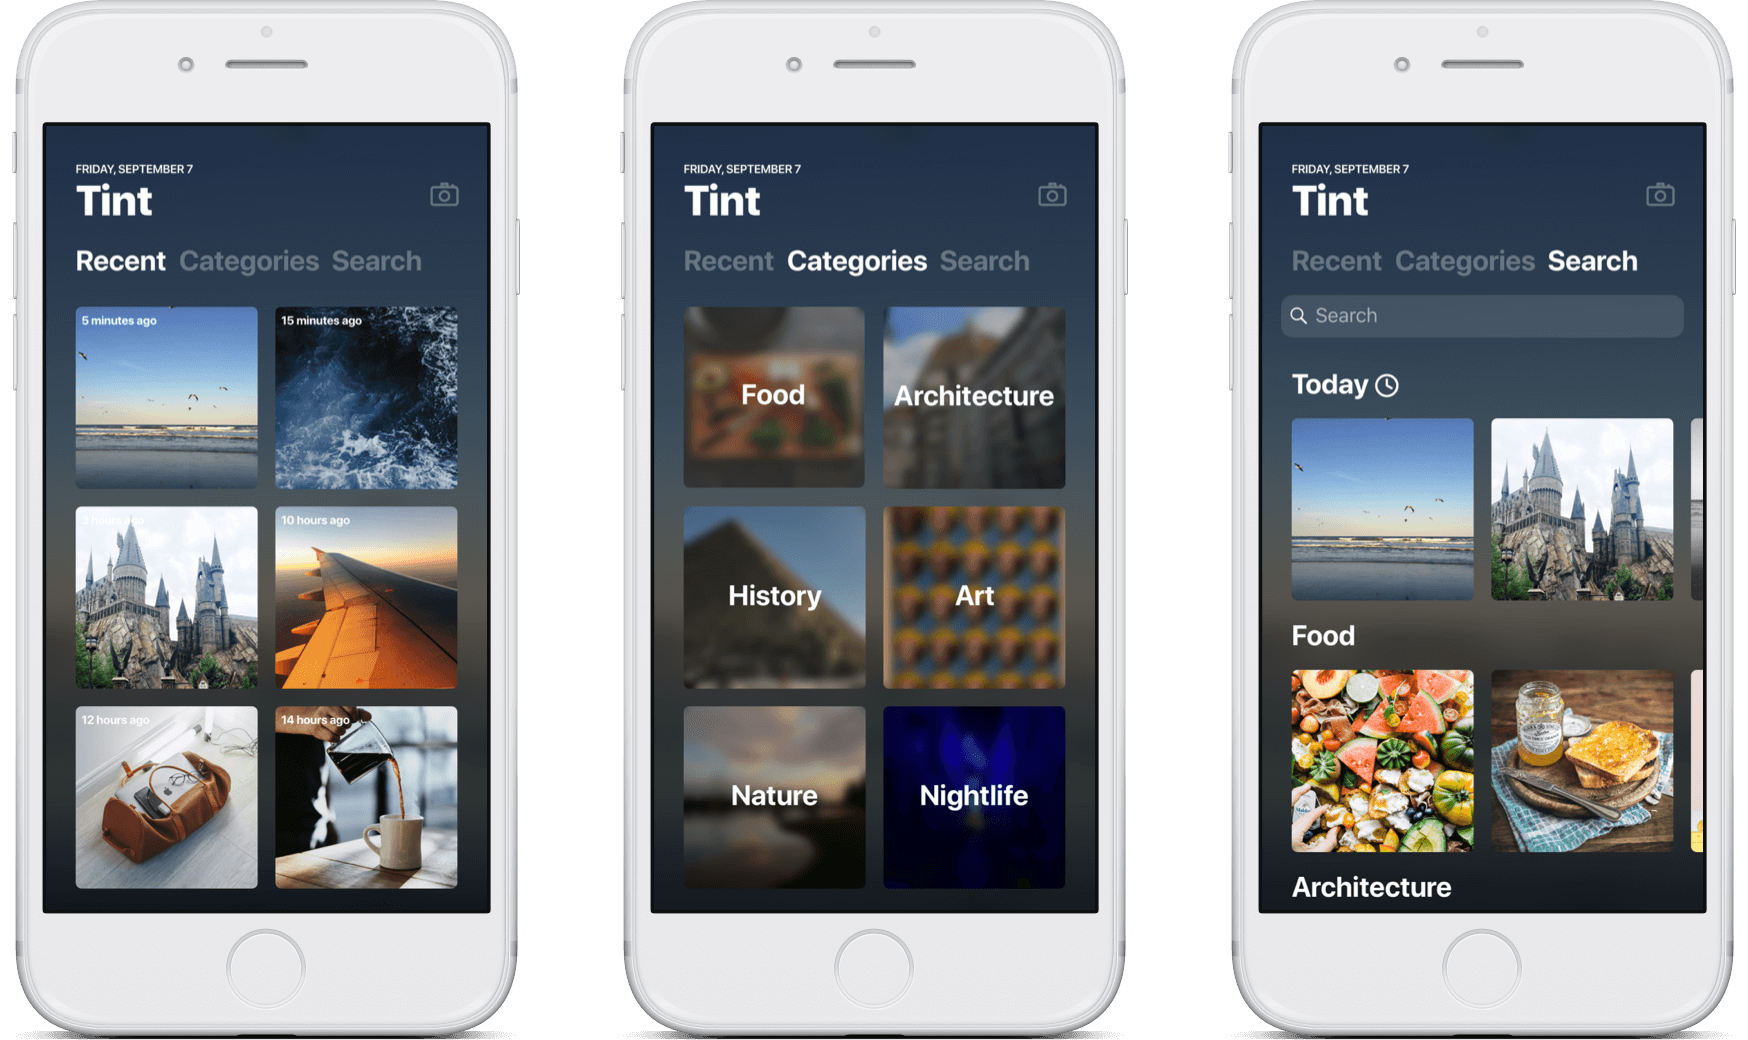 FRIDAY, SEPTEMBER 7
Tint
Recent Categories Search
5 minutes ago
15 minutes ago
3 hours ago
10 hours ago
12 hours ago
14 hours ago
FRIDAY, SEPTEMBER 7
Tint
Recent Categories Search
Food
Architecture
History
Art
Nature
Nightlife
FRIDAY, SEPTEMBER 7
Tint
Recent Categories Search
Search
Today
Food
Architecture